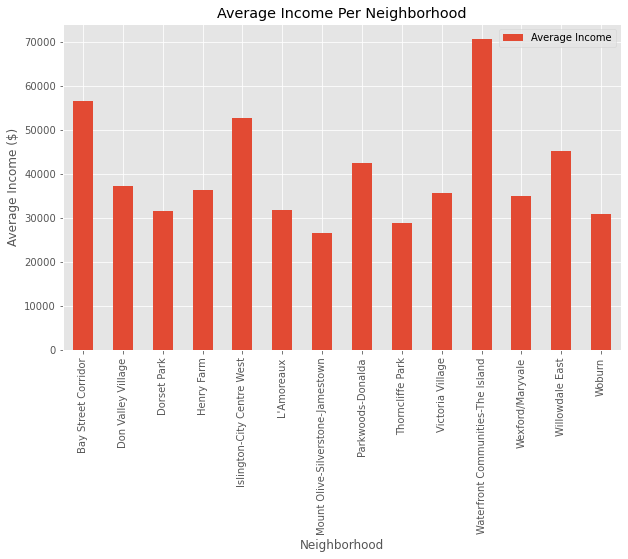 Average Income Per Neighborhood
Average Income
Average Income ($)
70000
60000
50000
40000
30000
20000
10000
0
Bay Street Corridor
Don Valley Village
Dorset Park
Henry Farm
Islington-City Centre West
L'Amoreaux
Mount Olive-Silverstone-Jamestown
Parkwoods-Donalda
Thorncliffe Park
Victoria Village
Waterfront Communities-The Island
Wexford/Maryvale
Willowdale East
Woburn
Neighborhood